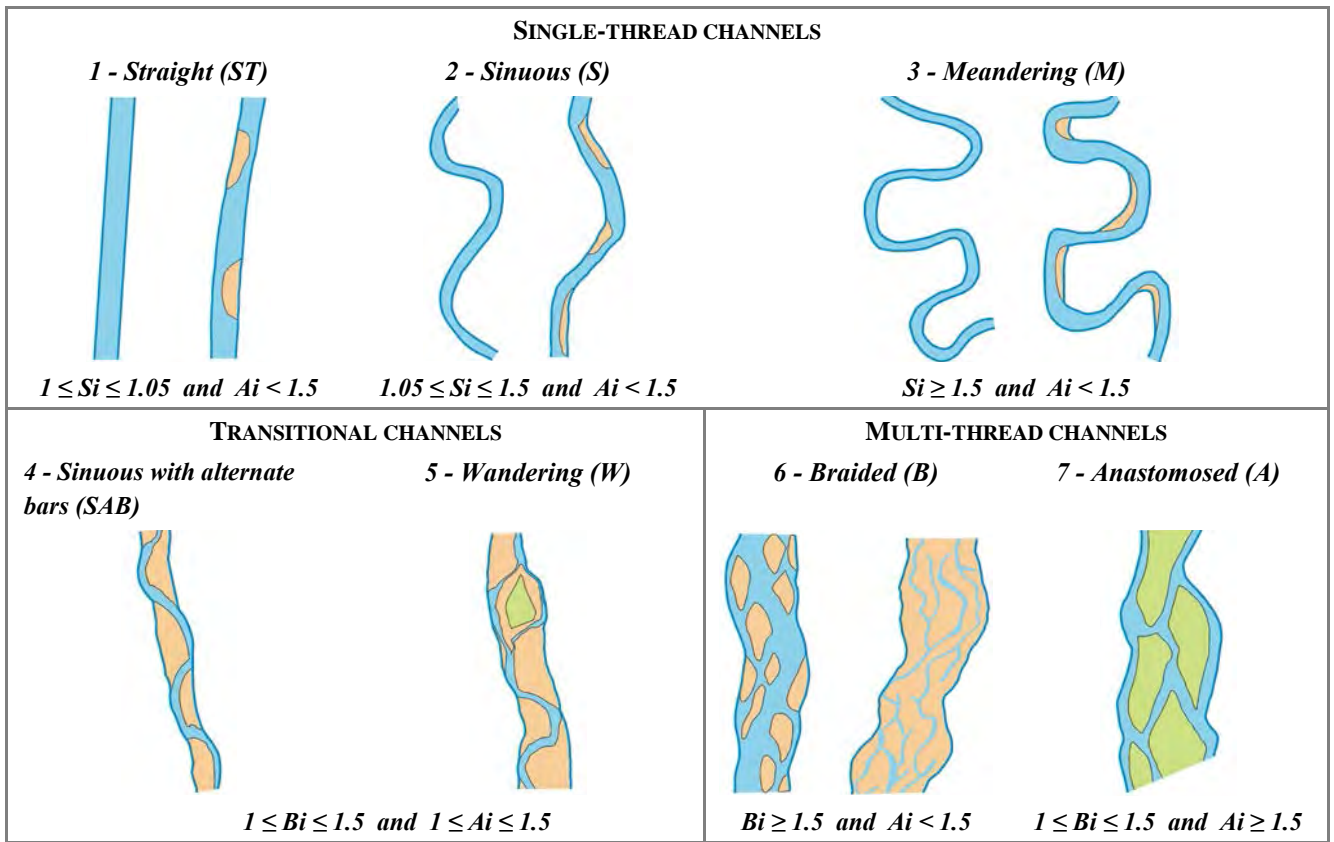 SINGLE-THREAD CHANNELS
1 - Straight (ST)
2 - Sinuous (S)
3 - Meandering (M)
1 ≤ Si ≤ 1.05 and Ai < 1.5
1.05 ≤ Si ≤ 1.5 and Ai < 1.5
Si ≥ 1.5 and Ai < 1.5
TRANSITIONAL CHANNELS
4 - Sinuous with alternate
bars (SAB)
5 - Wandering (W)
1 ≤ Bi ≤ 1.5 and 1 ≤ Ai ≤ 1.5
MULTI-THREAD CHANNELS
6 - Braided (B)
7 - Anastomosed (A)
Bi ≥ 1.5 and Ai < 1.5
1 ≤ Bi ≤ 1.5 and Ai ≥ 1.5